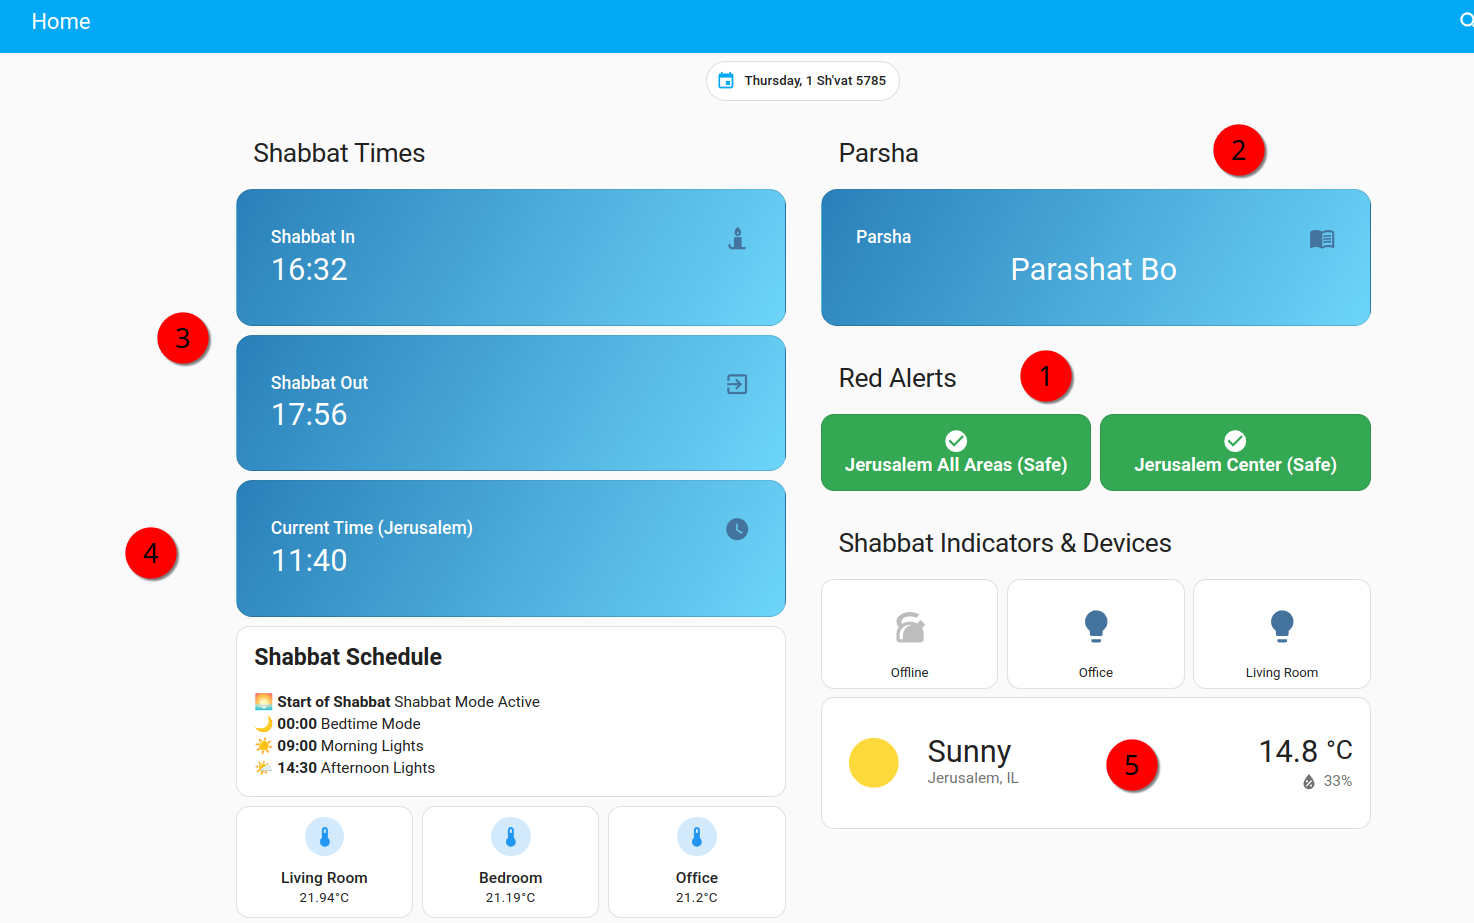 Home
Thursday, 1 Sh'vat 5785
Shabbat Times
Shabbat In
16:32
3
Shabbat Out
17:56
4
Current Time (Jerusalem)
11:40
Shabbat Schedule
Start of Shabbat Shabbat Mode Active
00:00 Bedtime Mode
09:00 Morning Lights
14:30 Afternoon Lights
Living Room
21.94°C
Bedroom
21.19°C
Office
21.2°C
Parsha
2
Parsha
Parashat Bo
Red Alerts
1
Jerusalem All Areas (Safe)
Jerusalem Center (Safe)
Shabbat Indicators & Devices
Offline
Office
Living Room
Sunny
Jerusalem, IL
5
14.8 °C
33%